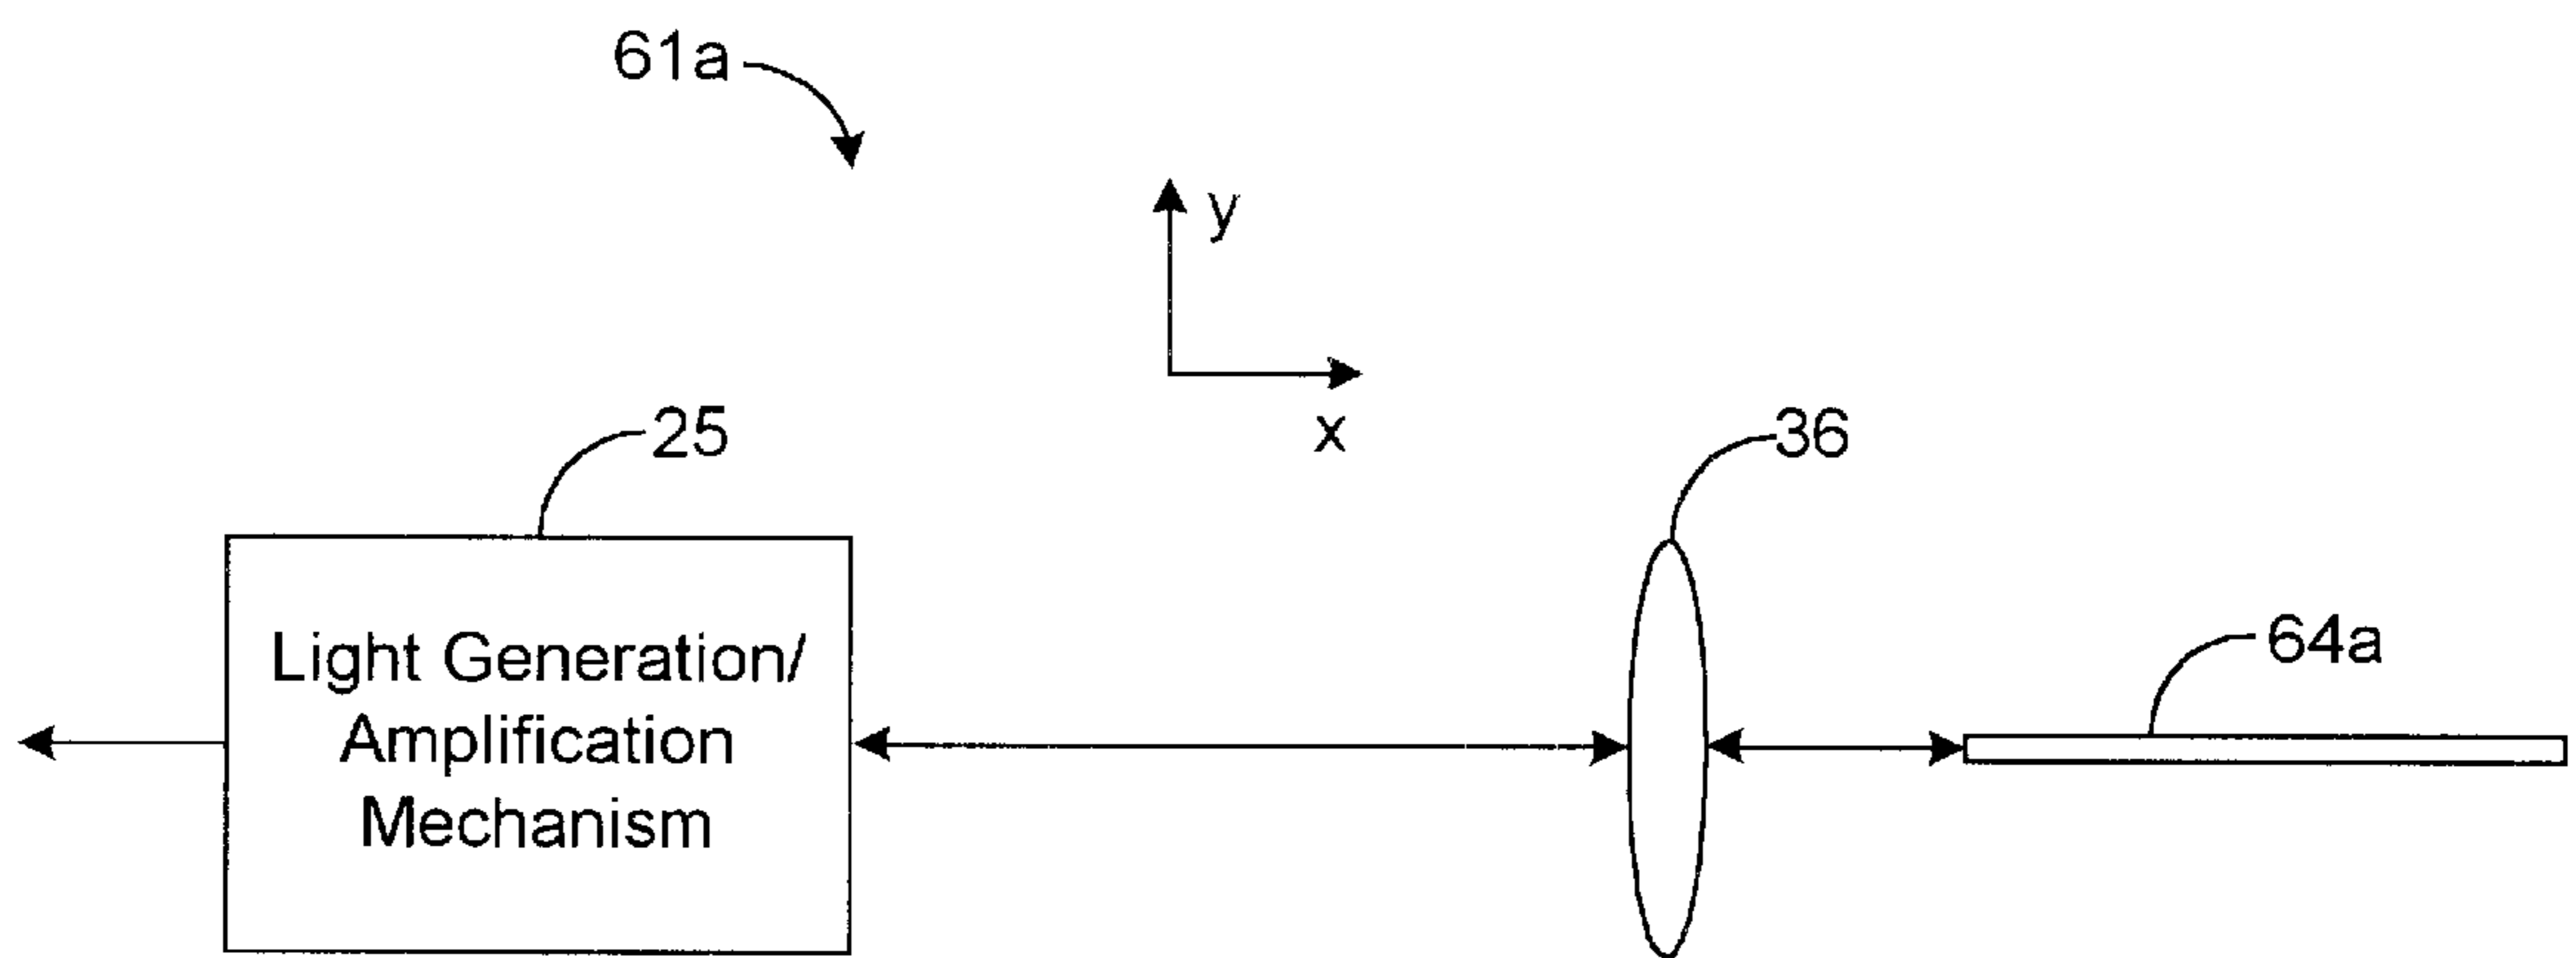 61a
y
x
25
36
Light Generation/
Amplification
Mechanism
64a